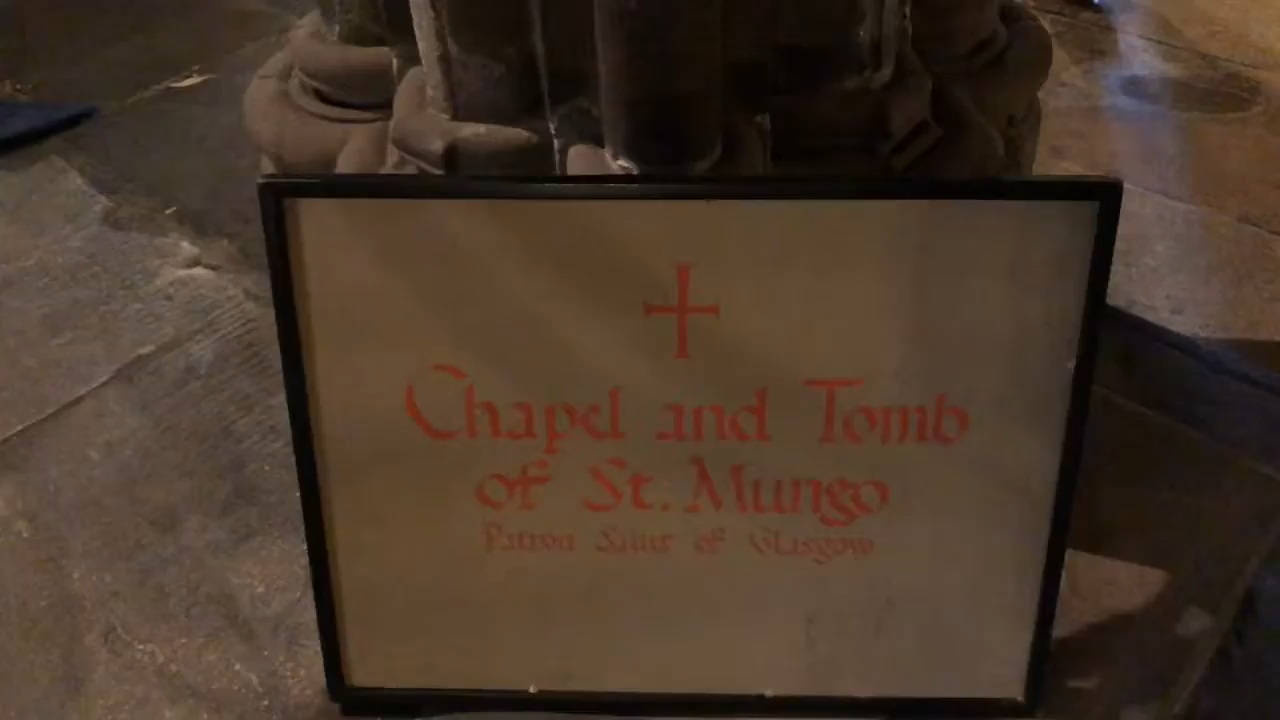 Chapel and Tomb
of St. Mungo
Patron Saint of Glasgow